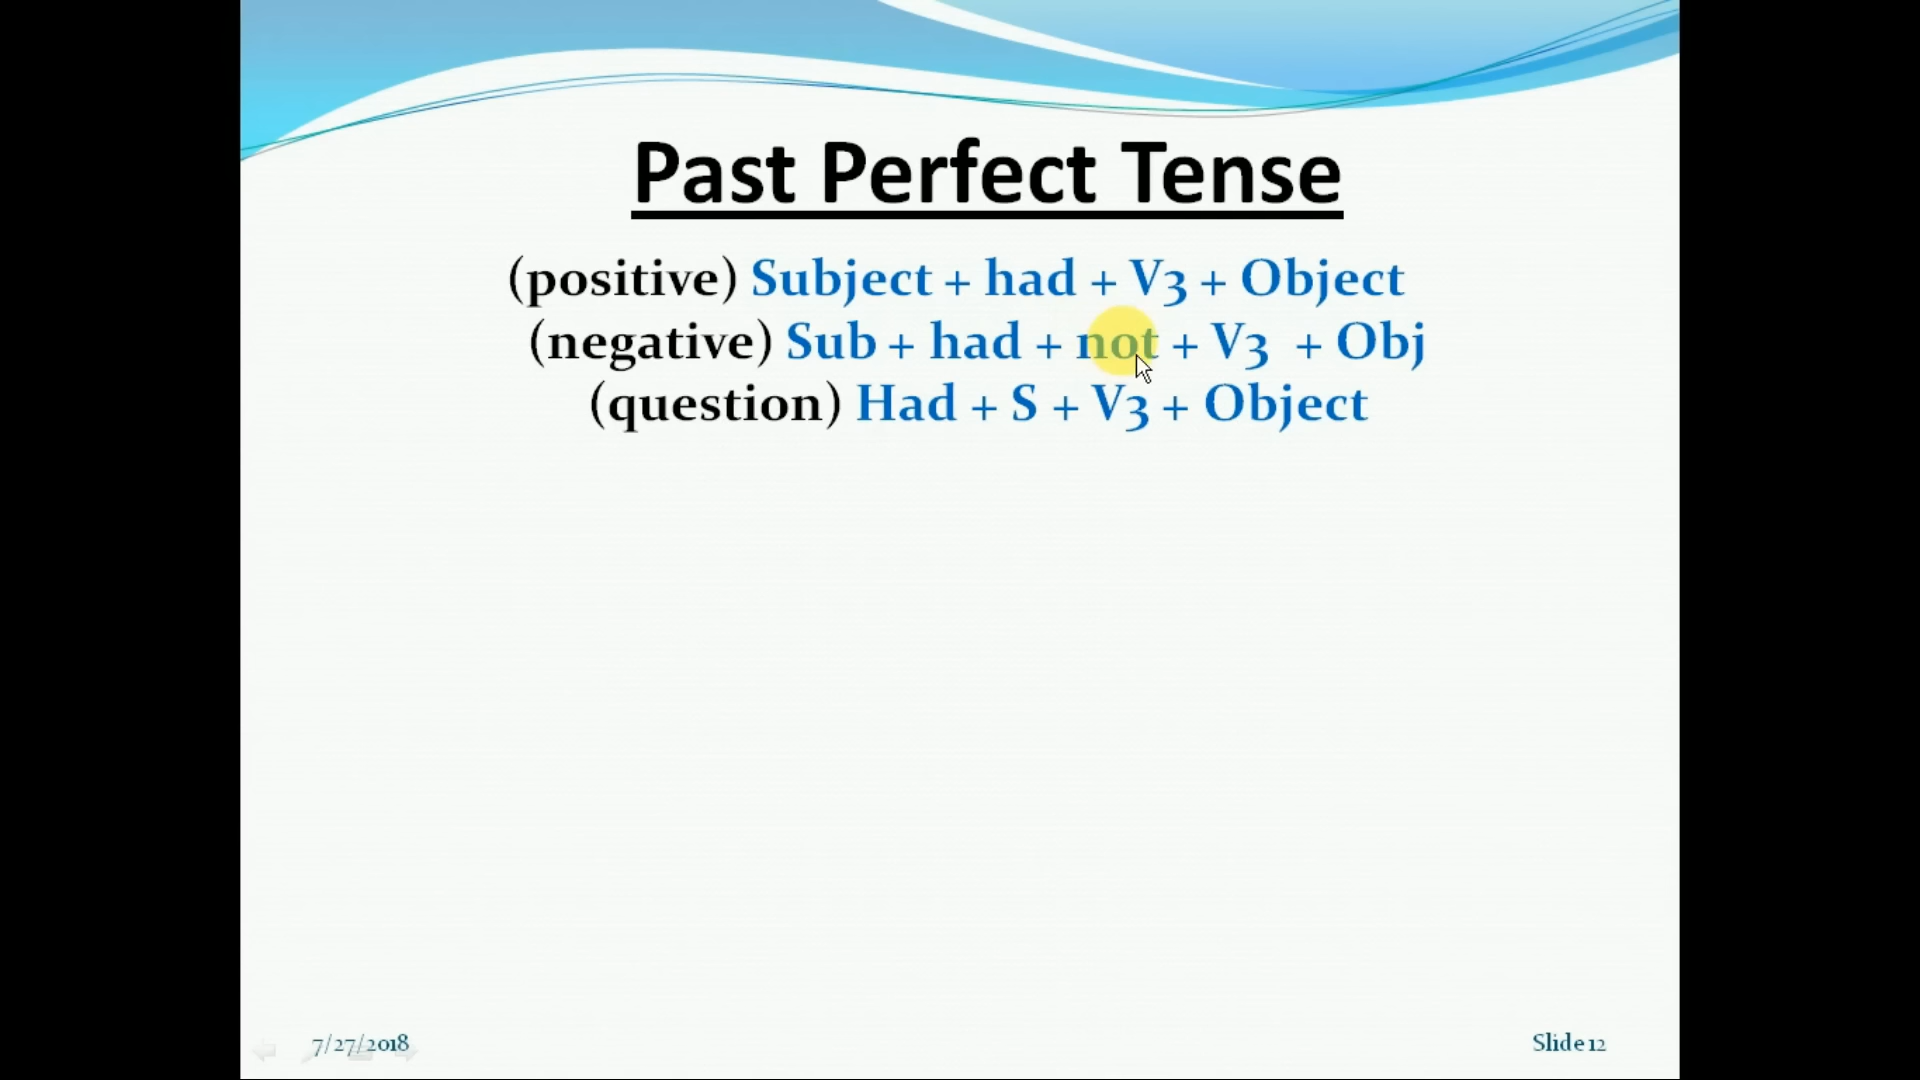 Past Perfect Tense
(positive) Subject + had + V3 + Object
(negative) Sub + had + not + V3 + Obj
(question) Had + S + V3 + Object
7/27/2018
Slide 12